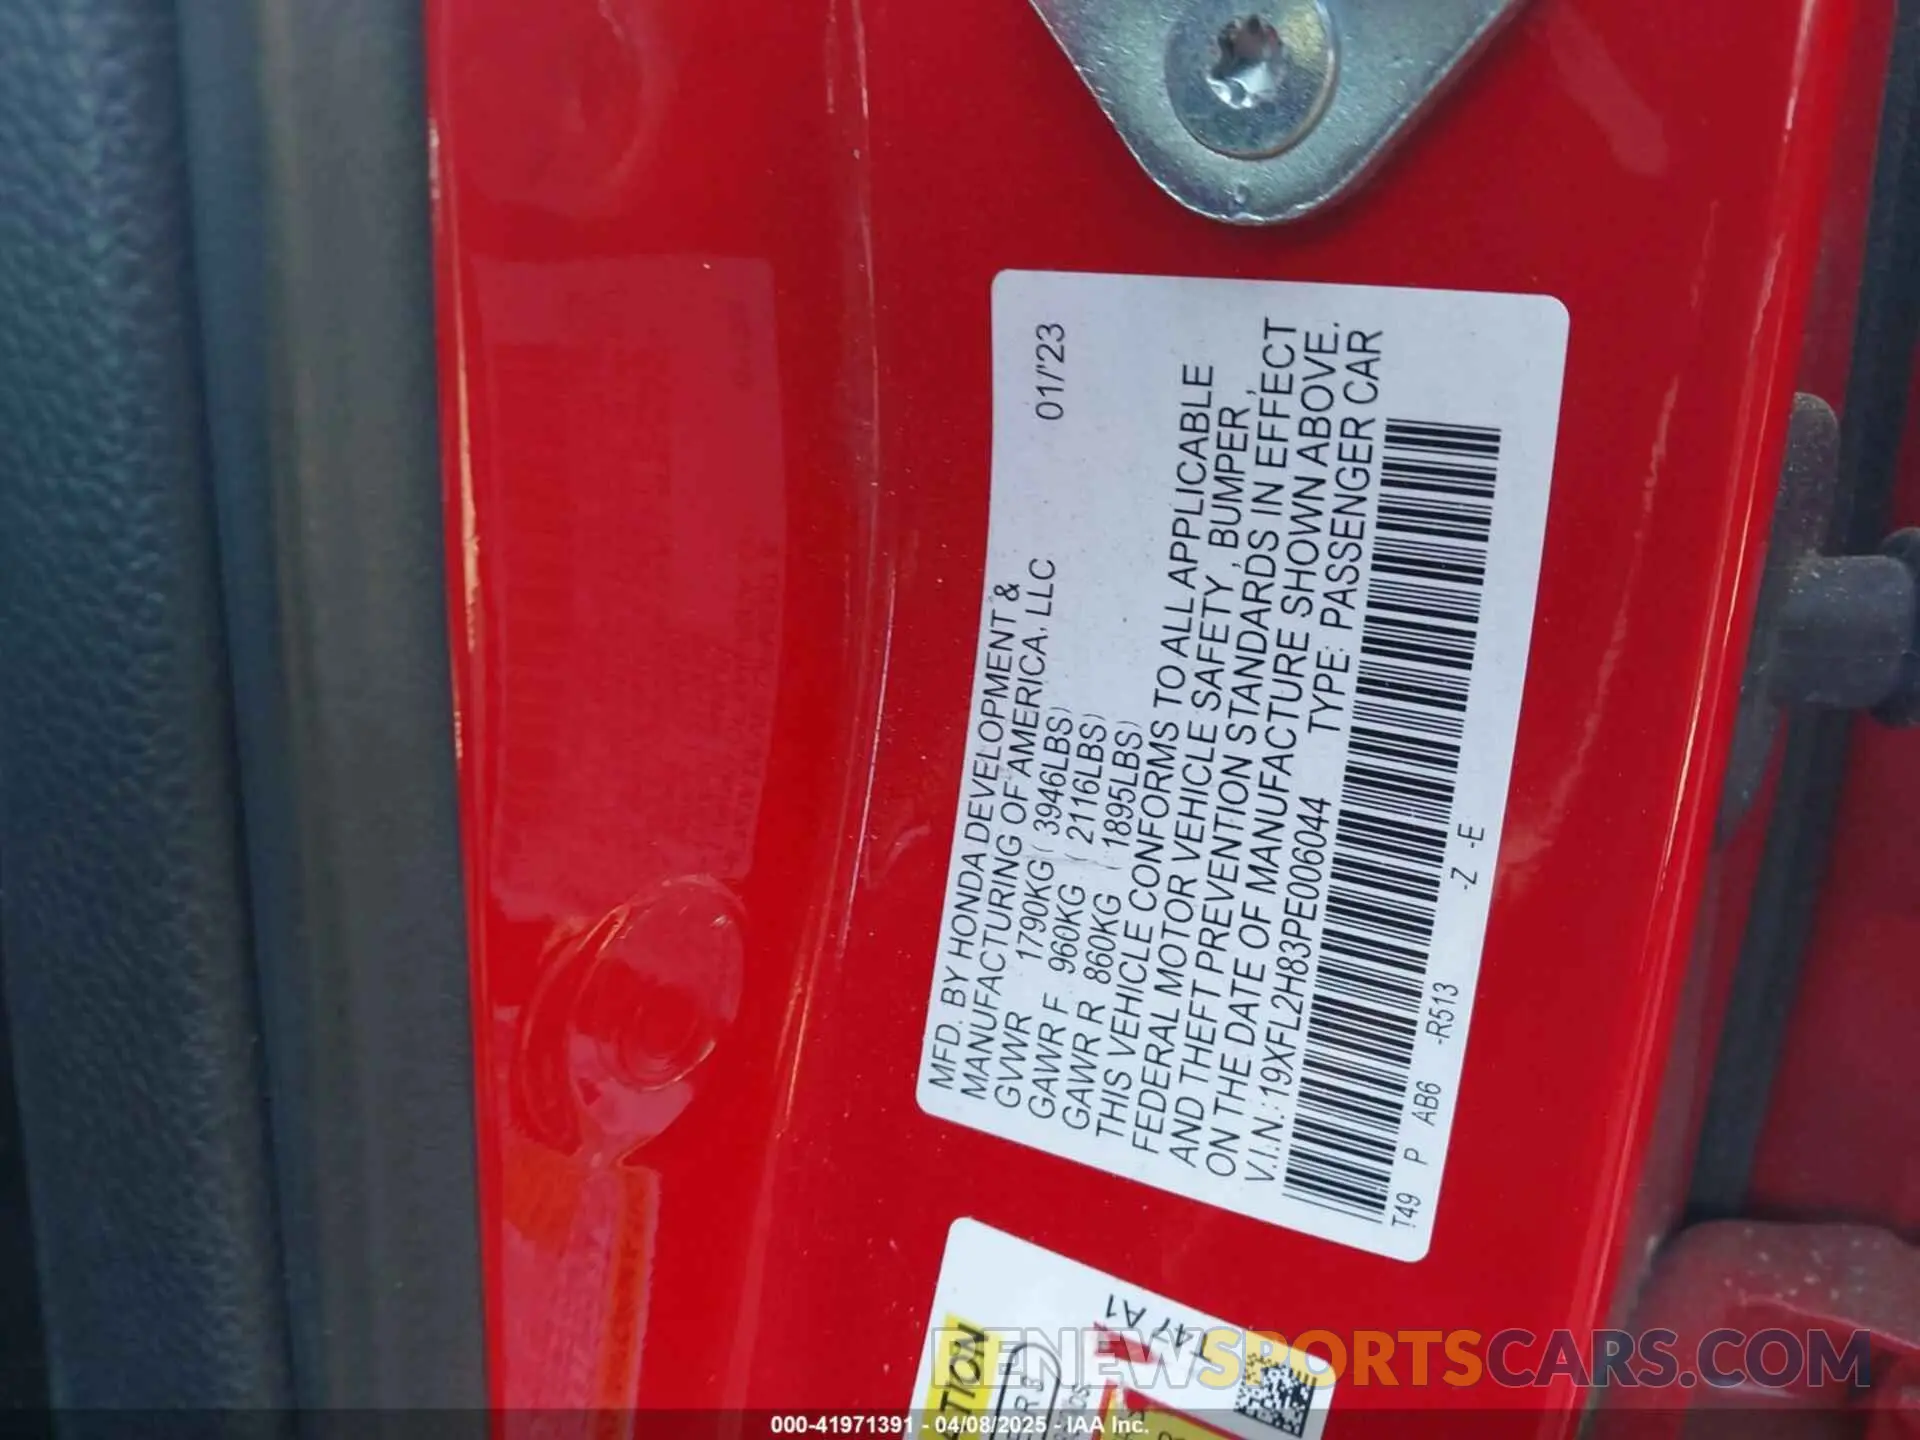 MFD. BY HONDA DEVELOPMENT &
MANUFACTURING OF AMERICA, LLC 01/'23
GVWR 1790KG( 3946LBS)
GAWR F 960KG ( 2116LBS)
GAWR R 860KG ( 1895LBS)
THIS VEHICLE CONFORMS TO ALL APPLICABLE
FEDERAL MOTOR VEHICLE SAFETY , BUMPER ,
AND THEFT PREVENTION STANDARDS IN EFFECT
ON THE DATE OF MANUFACTURE SHOWN ABOVE.
V.I.N.:19XFL2H83PE006044 TYPE: PASSENGER CAR
T49 P AB6 -R513 -Z -E
T47 A1
RENEWSPORTSCARS.COM
000-41971391 - 04/08/2025 - IAA Inc.